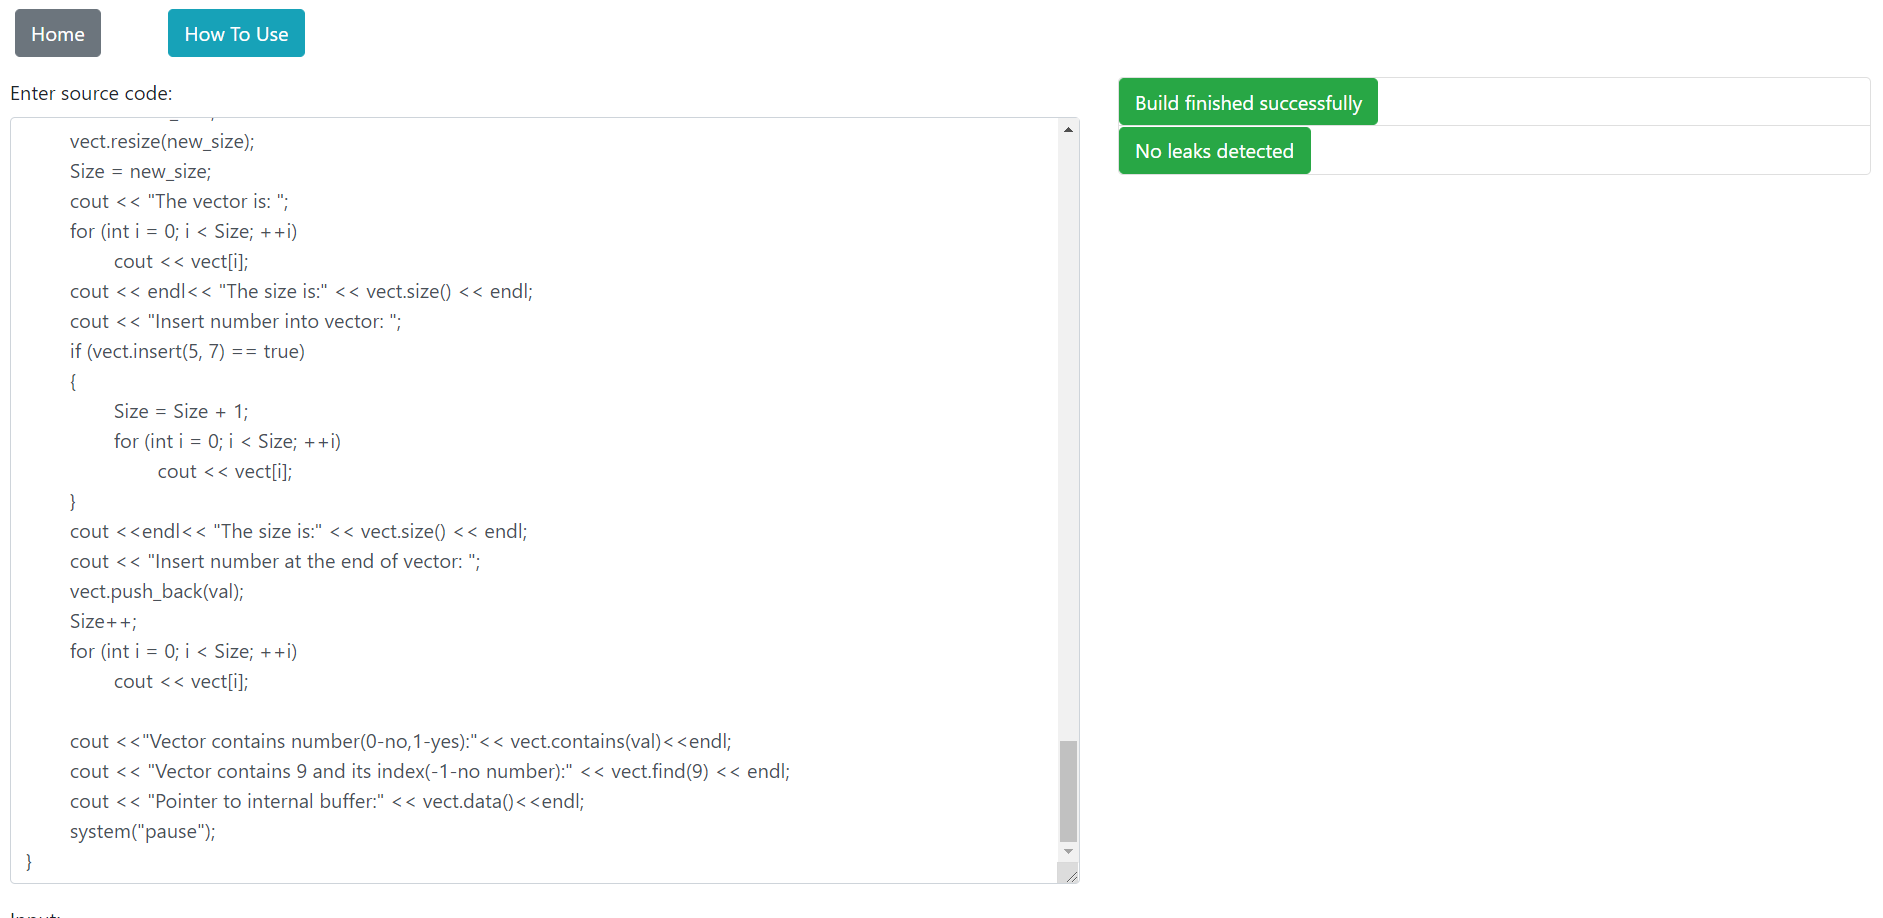 Home
How To Use
Enter source code:
vect.resize(new_size);
Size = new_size;
cout << "The vector is: ";
for (int i = 0; i < Size; ++i)
cout << vect[i];
cout << endl<< "The size is:" << vect.size() << endl;
cout << "Insert number into vector: ";
if (vect.insert(5, 7) == true)
{
Size = Size + 1;
for (int i = 0; i < Size; ++i)
cout << vect[i];
}
cout <<endl<< "The size is:" << vect.size() << endl;
cout << "Insert number at the end of vector: ";
vect.push_back(val);
Size++;
for (int i = 0; i < Size; ++i)
cout << vect[i];
cout <<"Vector contains number(0-no,1-yes):"<< vect.contains(val)<<endl;
cout << "Vector contains 9 and its index(-1-no number):" << vect.find(9) << endl;
cout << "Pointer to internal buffer:" << vect.data()<<endl;
system("pause");
}
Input:
Build finished successfully
No leaks detected